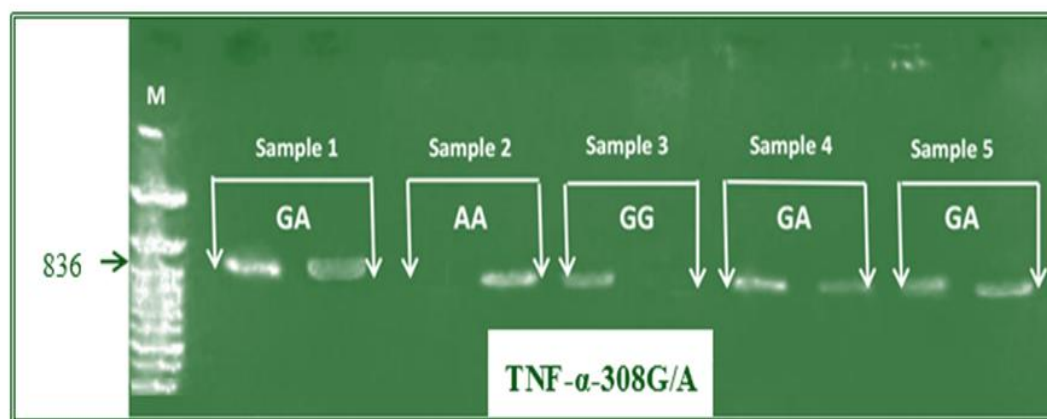 M
Sample 1 Sample 2 Sample 3 Sample 4 Sample 5
GA AA GG GA GA
836
TNF-α-308G/A